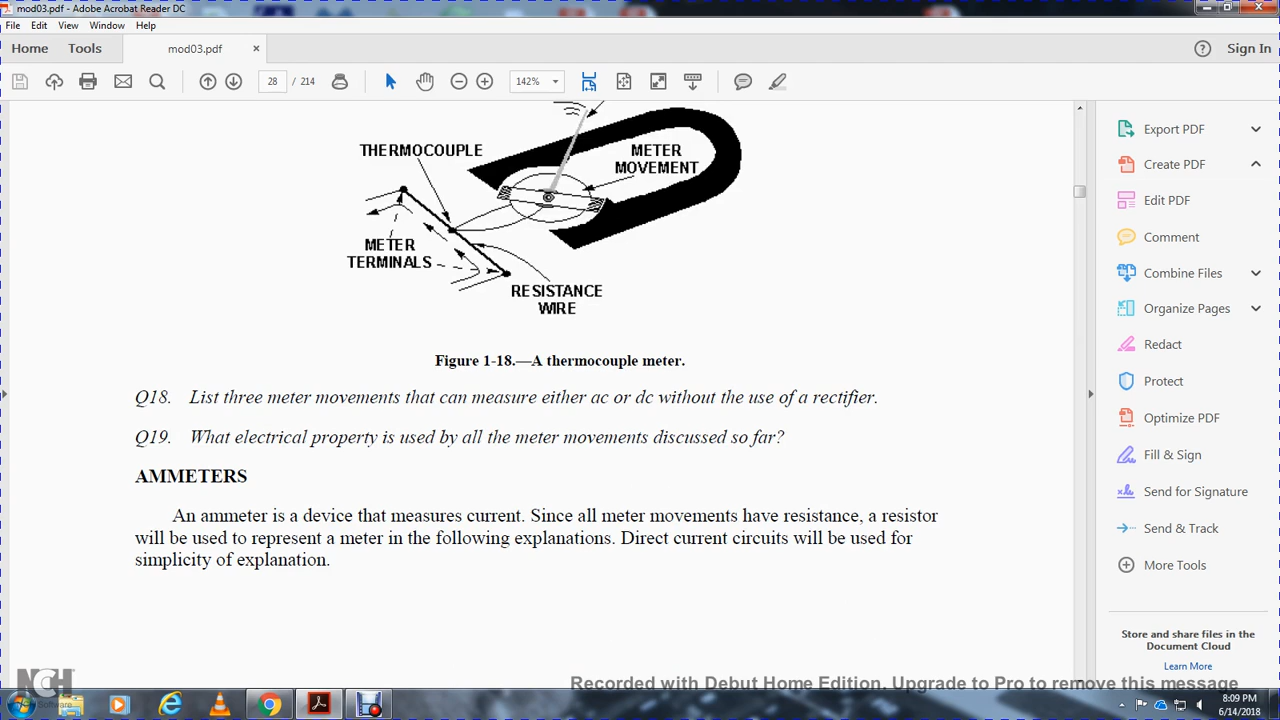 mod03.pdf - Adobe Acrobat Reader DC
File Edit View Window Help
Home Tools mod03.pdf × Sign In
28 / 214 142%
THERMOCOUPLE
METER
MOVEMENT
METER
TERMINALS
RESISTANCE
WIRE
Figure 1-18.—A thermocouple meter.
Q18. List three meter movements that can measure either ac or dc without the use of a rectifier.
Q19. What electrical property is used by all the meter movements discussed so far?
AMMETERS
An ammeter is a device that measures current. Since all meter movements have resistance, a resistor
will be used to represent a meter in the following explanations. Direct current circuits will be used for
simplicity of explanation.
Export PDF
Create PDF
Edit PDF
Comment
Combine Files
Organize Pages
Redact
Protect
Optimize PDF
Fill & Sign
Send for Signature
Send & Track
More Tools
Store and share files in the
Document Cloud
Learn More
NCH
Software
Recorded with Debut Home Edition. Upgrade to Pro to remove this message
8:09 PM
6/14/2018